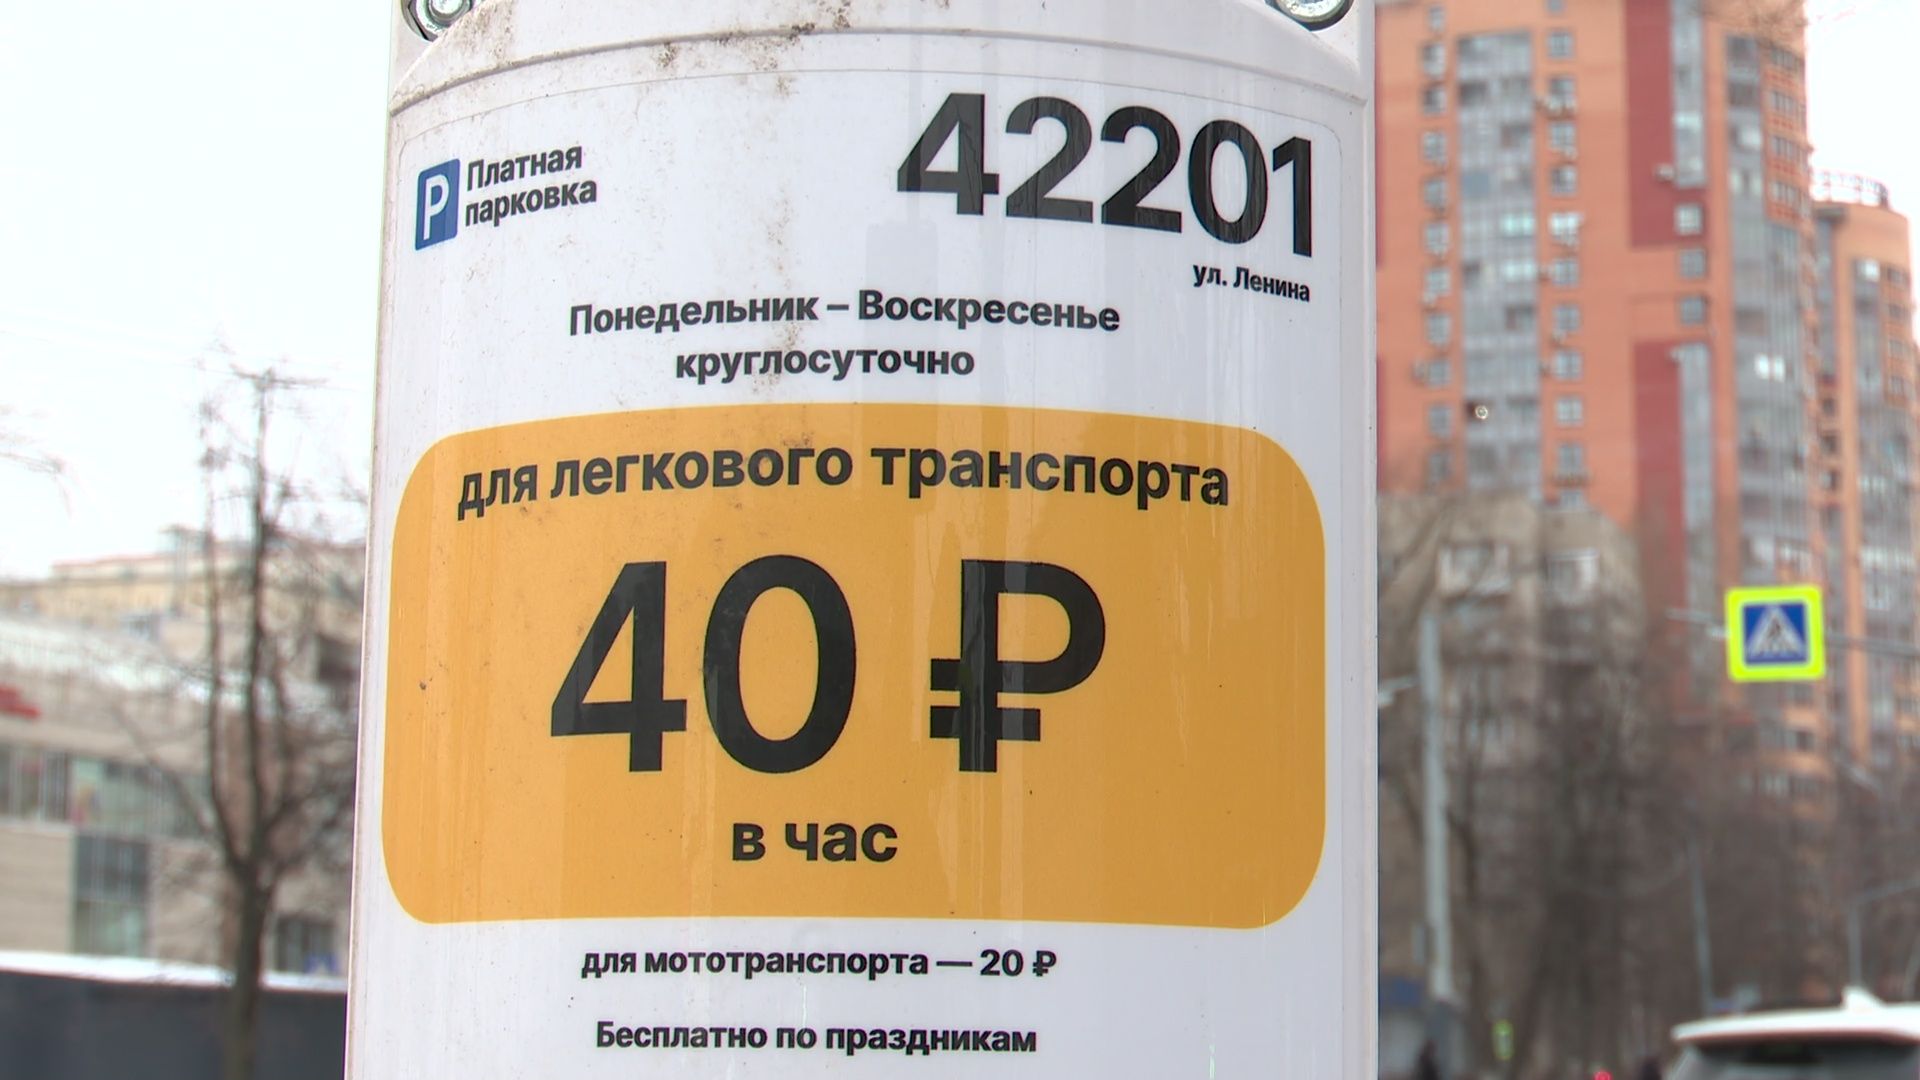 P Платная
парковка
42201
ул. Ленина
Понедельник – Воскресенье
круглосуточно
для легкового транспорта
40 ₽
в час
для мототранспорта — 20 ₽
Бесплатно по праздникам